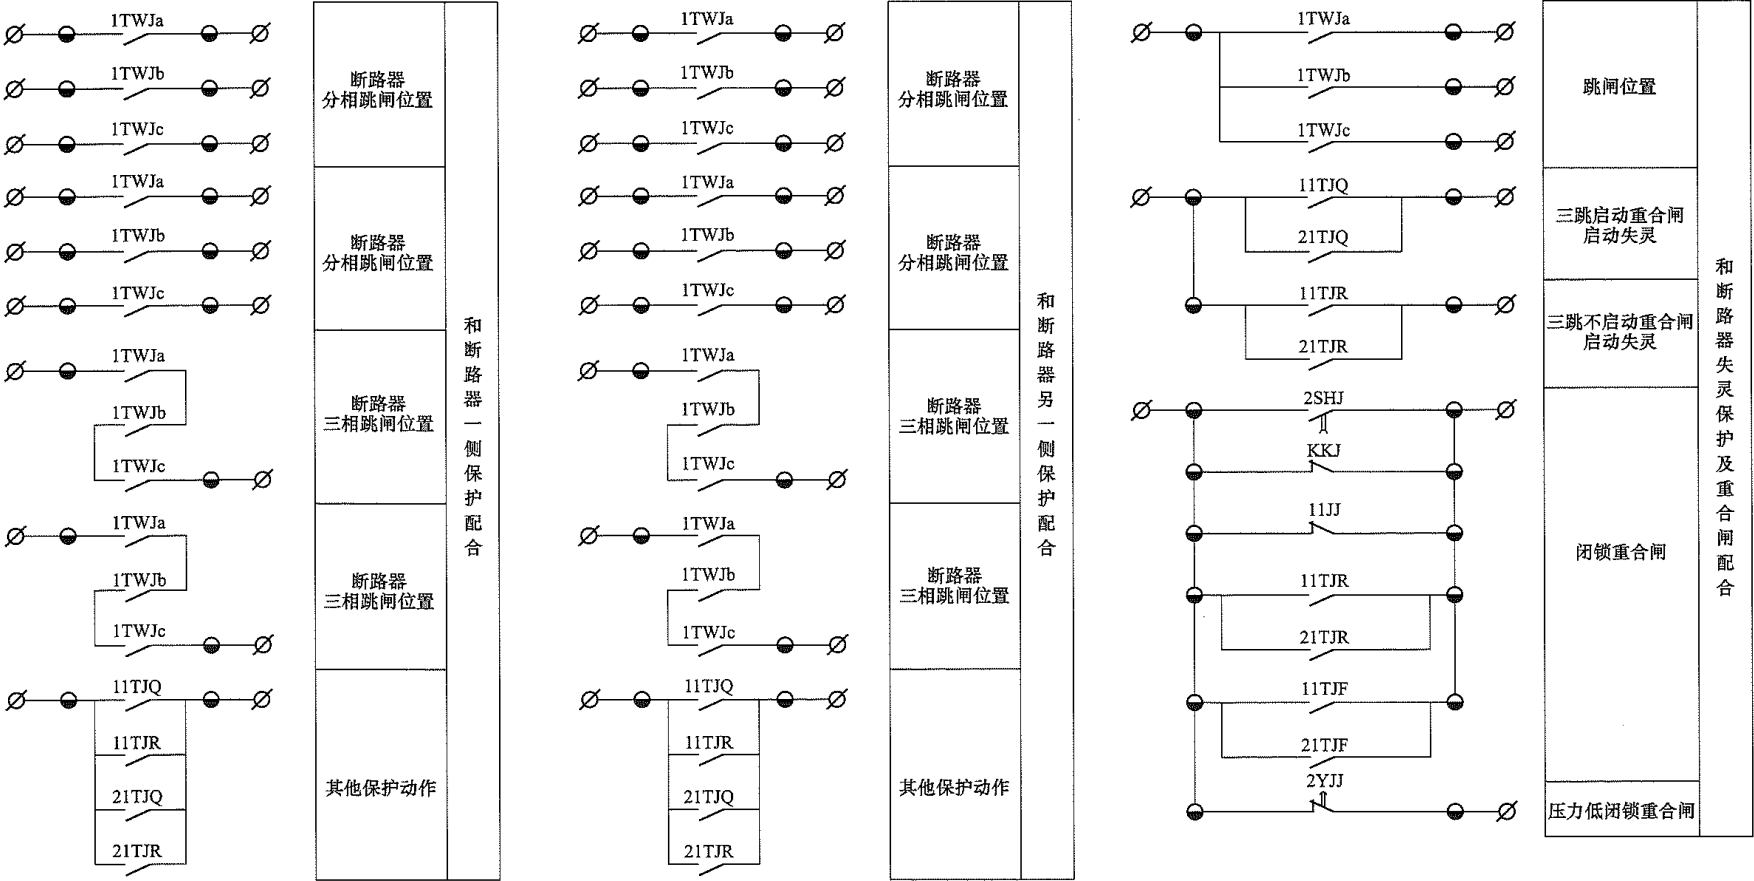 1TWJa
1TWJb
1TWJc
断路器
分相跳闸位置
1TWJa
1TWJb
1TWJc
断路器
分相跳闸位置
1TWJa
1TWJb
1TWJc
断路器
三相跳闸位置
1TWJa
1TWJb
1TWJc
断路器
三相跳闸位置
11TJQ
11TJR
21TJQ
21TJR
其他保护动作
和断路器一侧保护配合
1TWJa
1TWJb
1TWJc
断路器
分相跳闸位置
1TWJa
1TWJb
1TWJc
断路器
分相跳闸位置
1TWJa
1TWJb
1TWJc
断路器
三相跳闸位置
1TWJa
1TWJb
1TWJc
断路器
三相跳闸位置
11TJQ
11TJR
21TJQ
21TJR
其他保护动作
和断路器另一侧保护配合
1TWJa
1TWJb
1TWJc
跳闸位置
11TJQ
21TJQ
三跳启动重合闸
启动失灵
11TJR
21TJR
三跳不启动重合闸
启动失灵
2SHJ
KKJ
11JJ
11TJR
21TJR
11TJF
21TJF
闭锁重合闸
2YJJ
压力低闭锁重合闸
和断路器失灵保护及重合闸配合